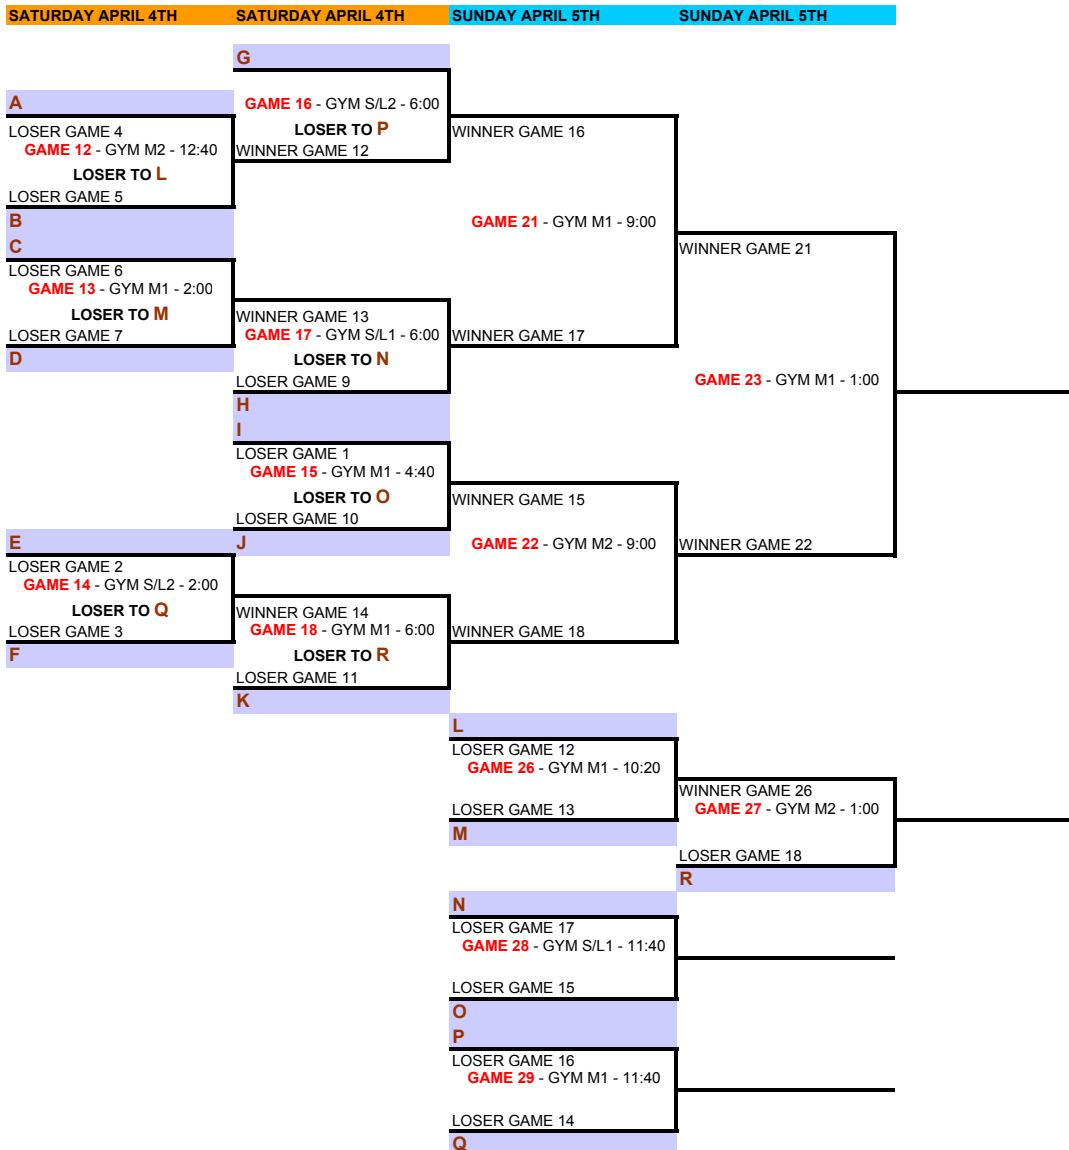 SATURDAY APRIL 4TH
SATURDAY APRIL 4TH
SUNDAY APRIL 5TH
SUNDAY APRIL 5TH
A
LOSER GAME 4
GAME 12 - GYM M2 - 12:40
LOSER TO L
LOSER GAME 5
B
C
LOSER GAME 6
GAME 13 - GYM M1 - 2:00
LOSER TO M
LOSER GAME 7
D
E
LOSER GAME 2
GAME 14 - GYM S/L2 - 2:00
LOSER TO Q
LOSER GAME 3
F
G
GAME 16 - GYM S/L2 - 6:00
LOSER TO P
WINNER GAME 12
WINNER GAME 13
GAME 17 - GYM S/L1 - 6:00
LOSER TO N
LOSER GAME 9
H
I
LOSER GAME 1
GAME 15 - GYM M1 - 4:40
LOSER TO O
LOSER GAME 10
J
WINNER GAME 14
GAME 18 - GYM M1 - 6:00
LOSER TO R
LOSER GAME 11
K
WINNER GAME 16
GAME 21 - GYM M1 - 9:00
WINNER GAME 17
WINNER GAME 15
GAME 22 - GYM M2 - 9:00
WINNER GAME 18
L
LOSER GAME 12
GAME 26 - GYM M1 - 10:20
LOSER GAME 13
M
N
LOSER GAME 17
GAME 28 - GYM S/L1 - 11:40
LOSER GAME 15
O
P
LOSER GAME 16
GAME 29 - GYM M1 - 11:40
LOSER GAME 14
Q
WINNER GAME 21
GAME 23 - GYM M1 - 1:00
WINNER GAME 22
WINNER GAME 26
GAME 27 - GYM M2 - 1:00
LOSER GAME 18
R